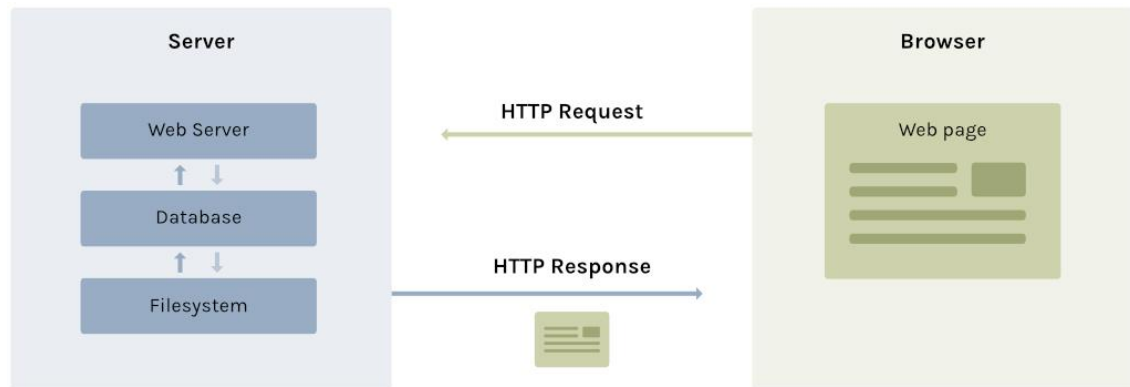 Server
Browser
HTTP Request
Web Server
Web page
Database
HTTP Response
Filesystem